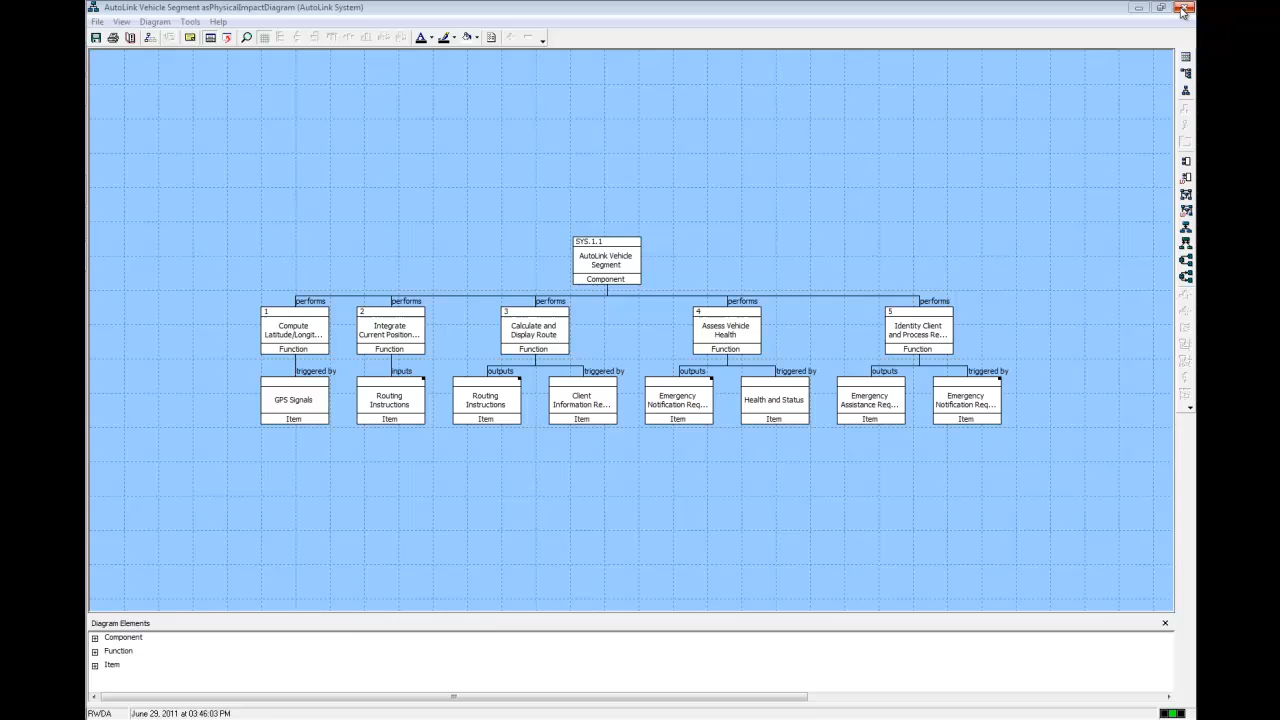 AutoLink Vehicle Segment asPhysicalImpactDiagram (AutoLink System)
File View Diagram Tools Help
SYS.1.1
AutoLink Vehicle
Segment
Component
performs performs performs performs performs
1 2 3 4 5
Compute Integrate Calculate and Assess Vehicle Identity Client
Latitude/Longit... Current Position... Display Route Health and Process Re...
Function Function Function Function Function
triggered by inputs outputs triggered by outputs triggered by outputs triggered by
GPS Signals Routing Routing Client Emergency Health and Status Emergency Emergency
Instructions Instructions Information Re... Notification Req... Assistance Req... Notification Req...
Item Item Item Item Item Item Item Item
Diagram Elements
Component
Function
Item
RWDA June 29, 2011 at 03:46:03 PM